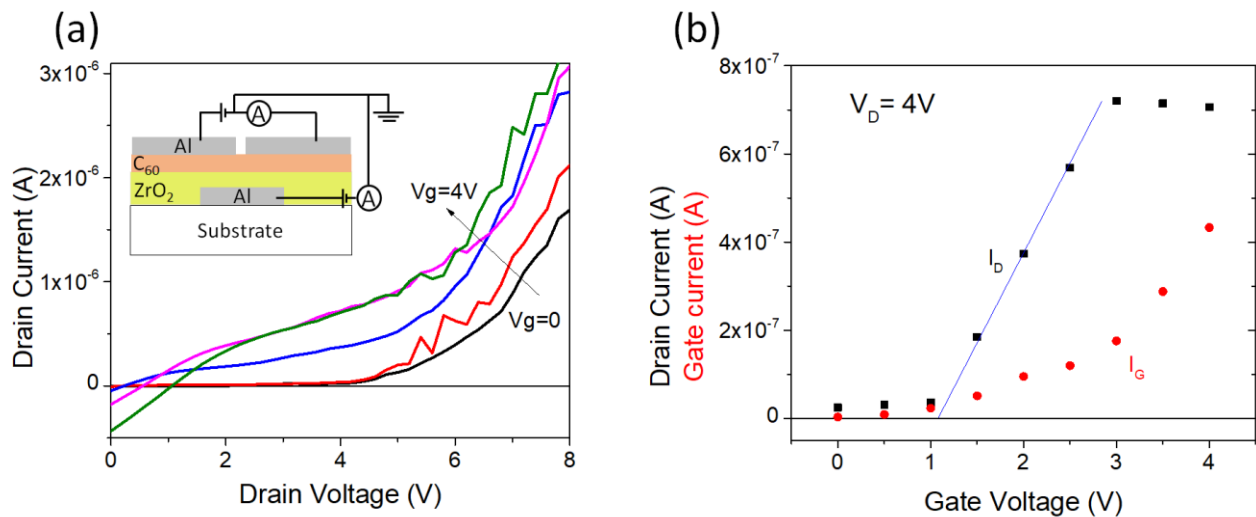 (a)
3x10⁻⁶
2x10⁻⁶
1x10⁻⁶
0
Drain Current (A)
A
Al
C₆₀
ZrO₂
Al
A
Substrate
Vg=4V
Vg=0
0 2 4 6 8
Drain Voltage (V)
(b)
8x10⁻⁷
6x10⁻⁷
4x10⁻⁷
2x10⁻⁷
0
Drain Current (A)
Gate current (A)
V_D= 4V
I_D
I_G
0 1 2 3 4
Gate Voltage (V)